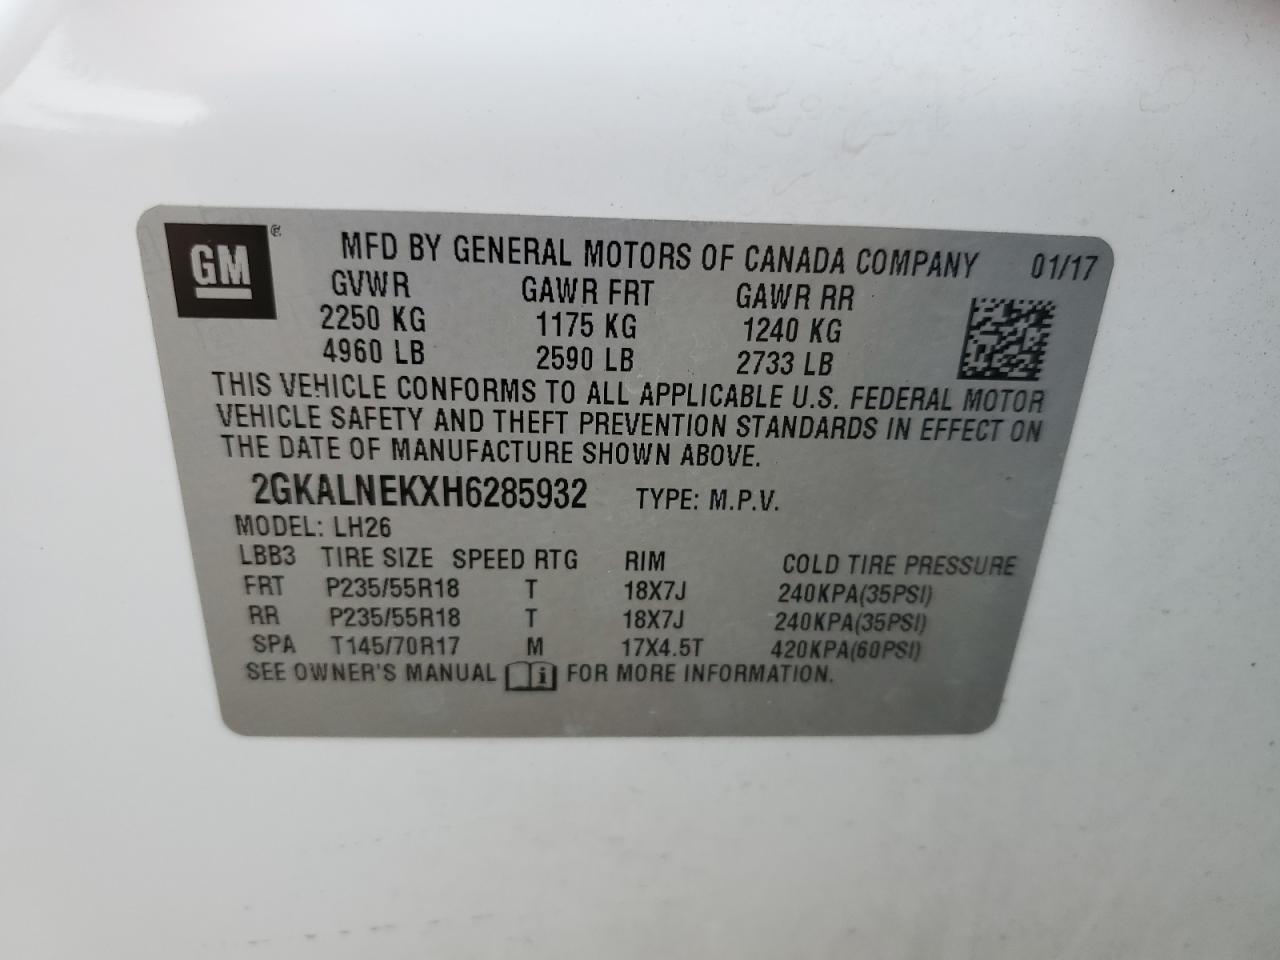 GM ®
MFD BY GENERAL MOTORS OF CANADA COMPANY 01/17
GVWR GAWR FRT GAWR RR
2250 KG 1175 KG 1240 KG
4960 LB 2590 LB 2733 LB
THIS VEHICLE CONFORMS TO ALL APPLICABLE U.S. FEDERAL MOTOR
VEHICLE SAFETY AND THEFT PREVENTION STANDARDS IN EFFECT ON
THE DATE OF MANUFACTURE SHOWN ABOVE.
2GKALNEKXH6285932 TYPE: M.P.V.
MODEL: LH26
LBB3 TIRE SIZE SPEED RTG RIM COLD TIRE PRESSURE
FRT P235/55R18 T 18X7J 240KPA(35PSI)
RR P235/55R18 T 18X7J 240KPA(35PSI)
SPA T145/70R17 M 17X4.5T 420KPA(60PSI)
SEE OWNER'S MANUAL i FOR MORE INFORMATION.